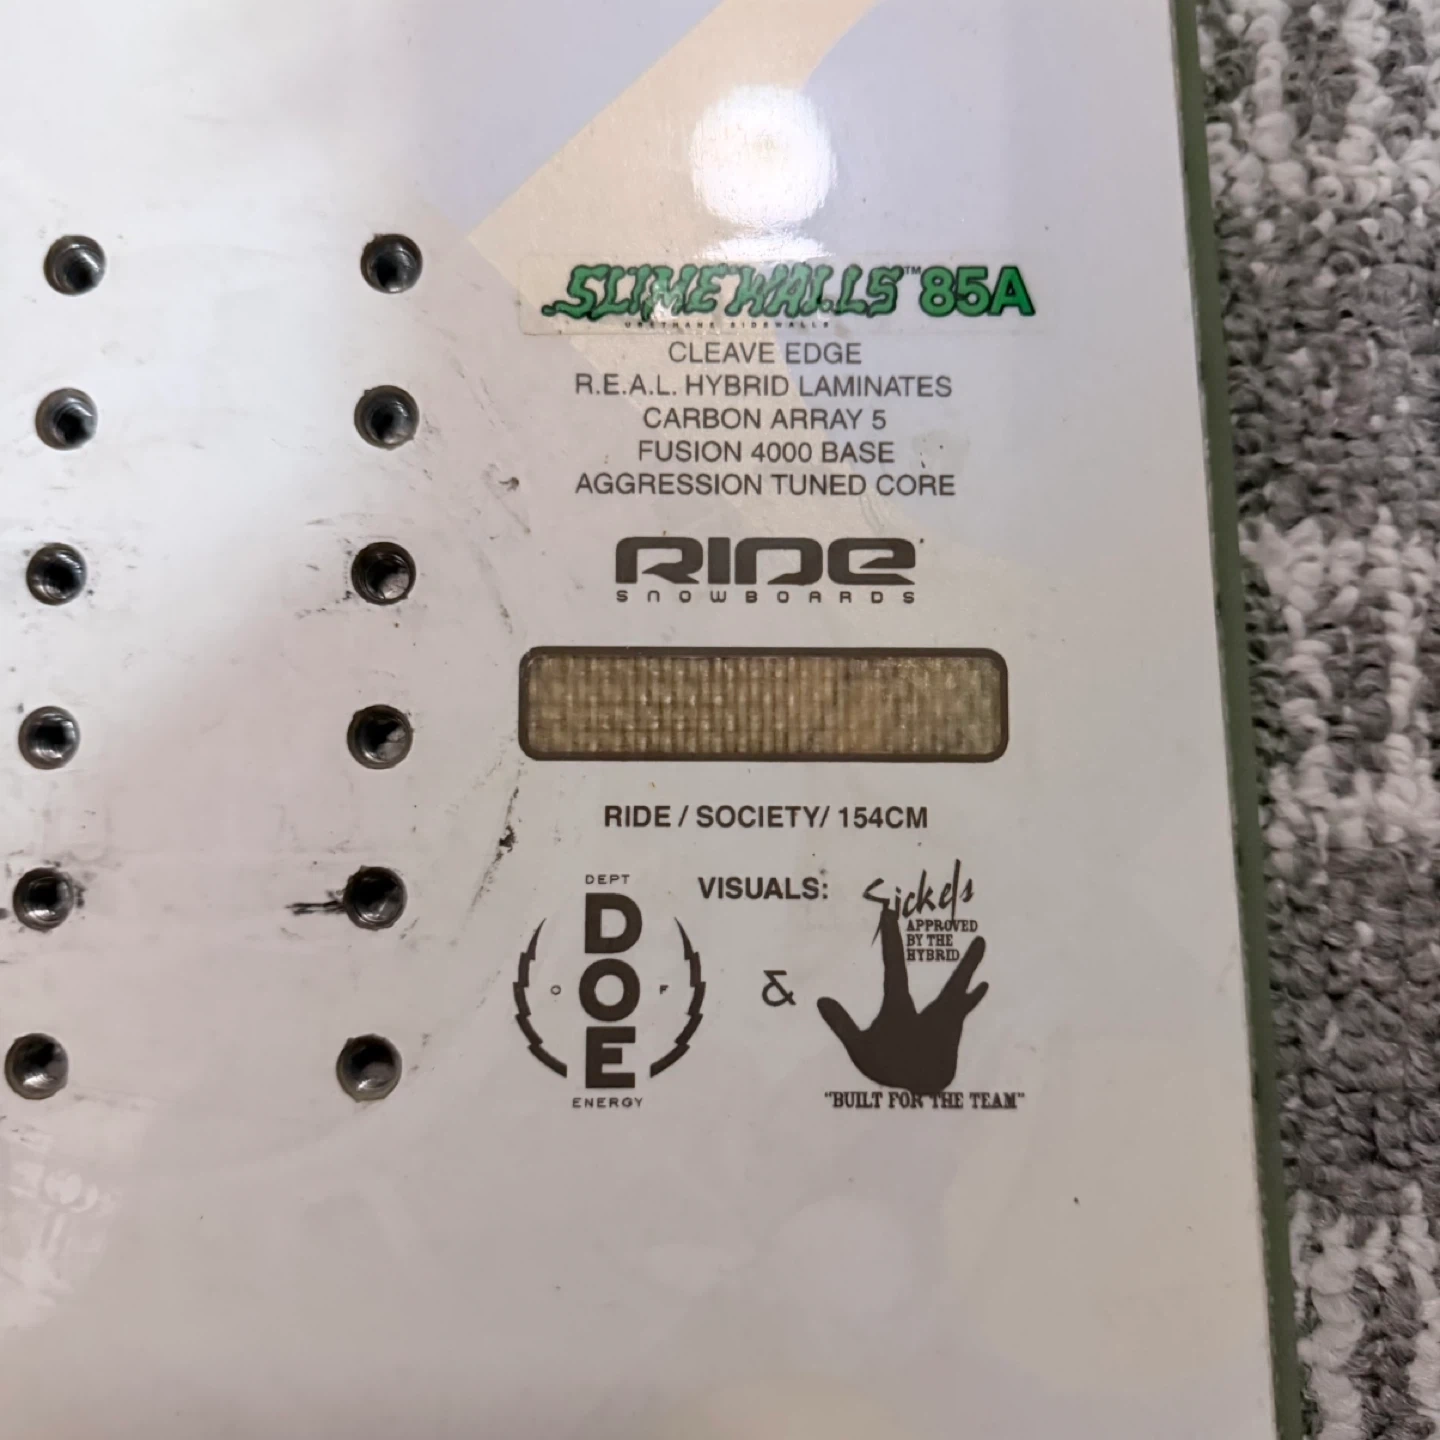 SLIMEWALLS™ 85A
URETHANE SIDEWALLS
CLEAVE EDGE
R.E.A.L. HYBRID LAMINATES
CARBON ARRAY 5
FUSION 4000 BASE
AGGRESSION TUNED CORE
RIDE
SNOWBOARDS
RIDE / SOCIETY/ 154CM
VISUALS:
DEPT
D
O O F
E
ENERGY
&
Sickels
APPROVED
BY THE
HYBRID
"BUILT FOR THE TEAM"